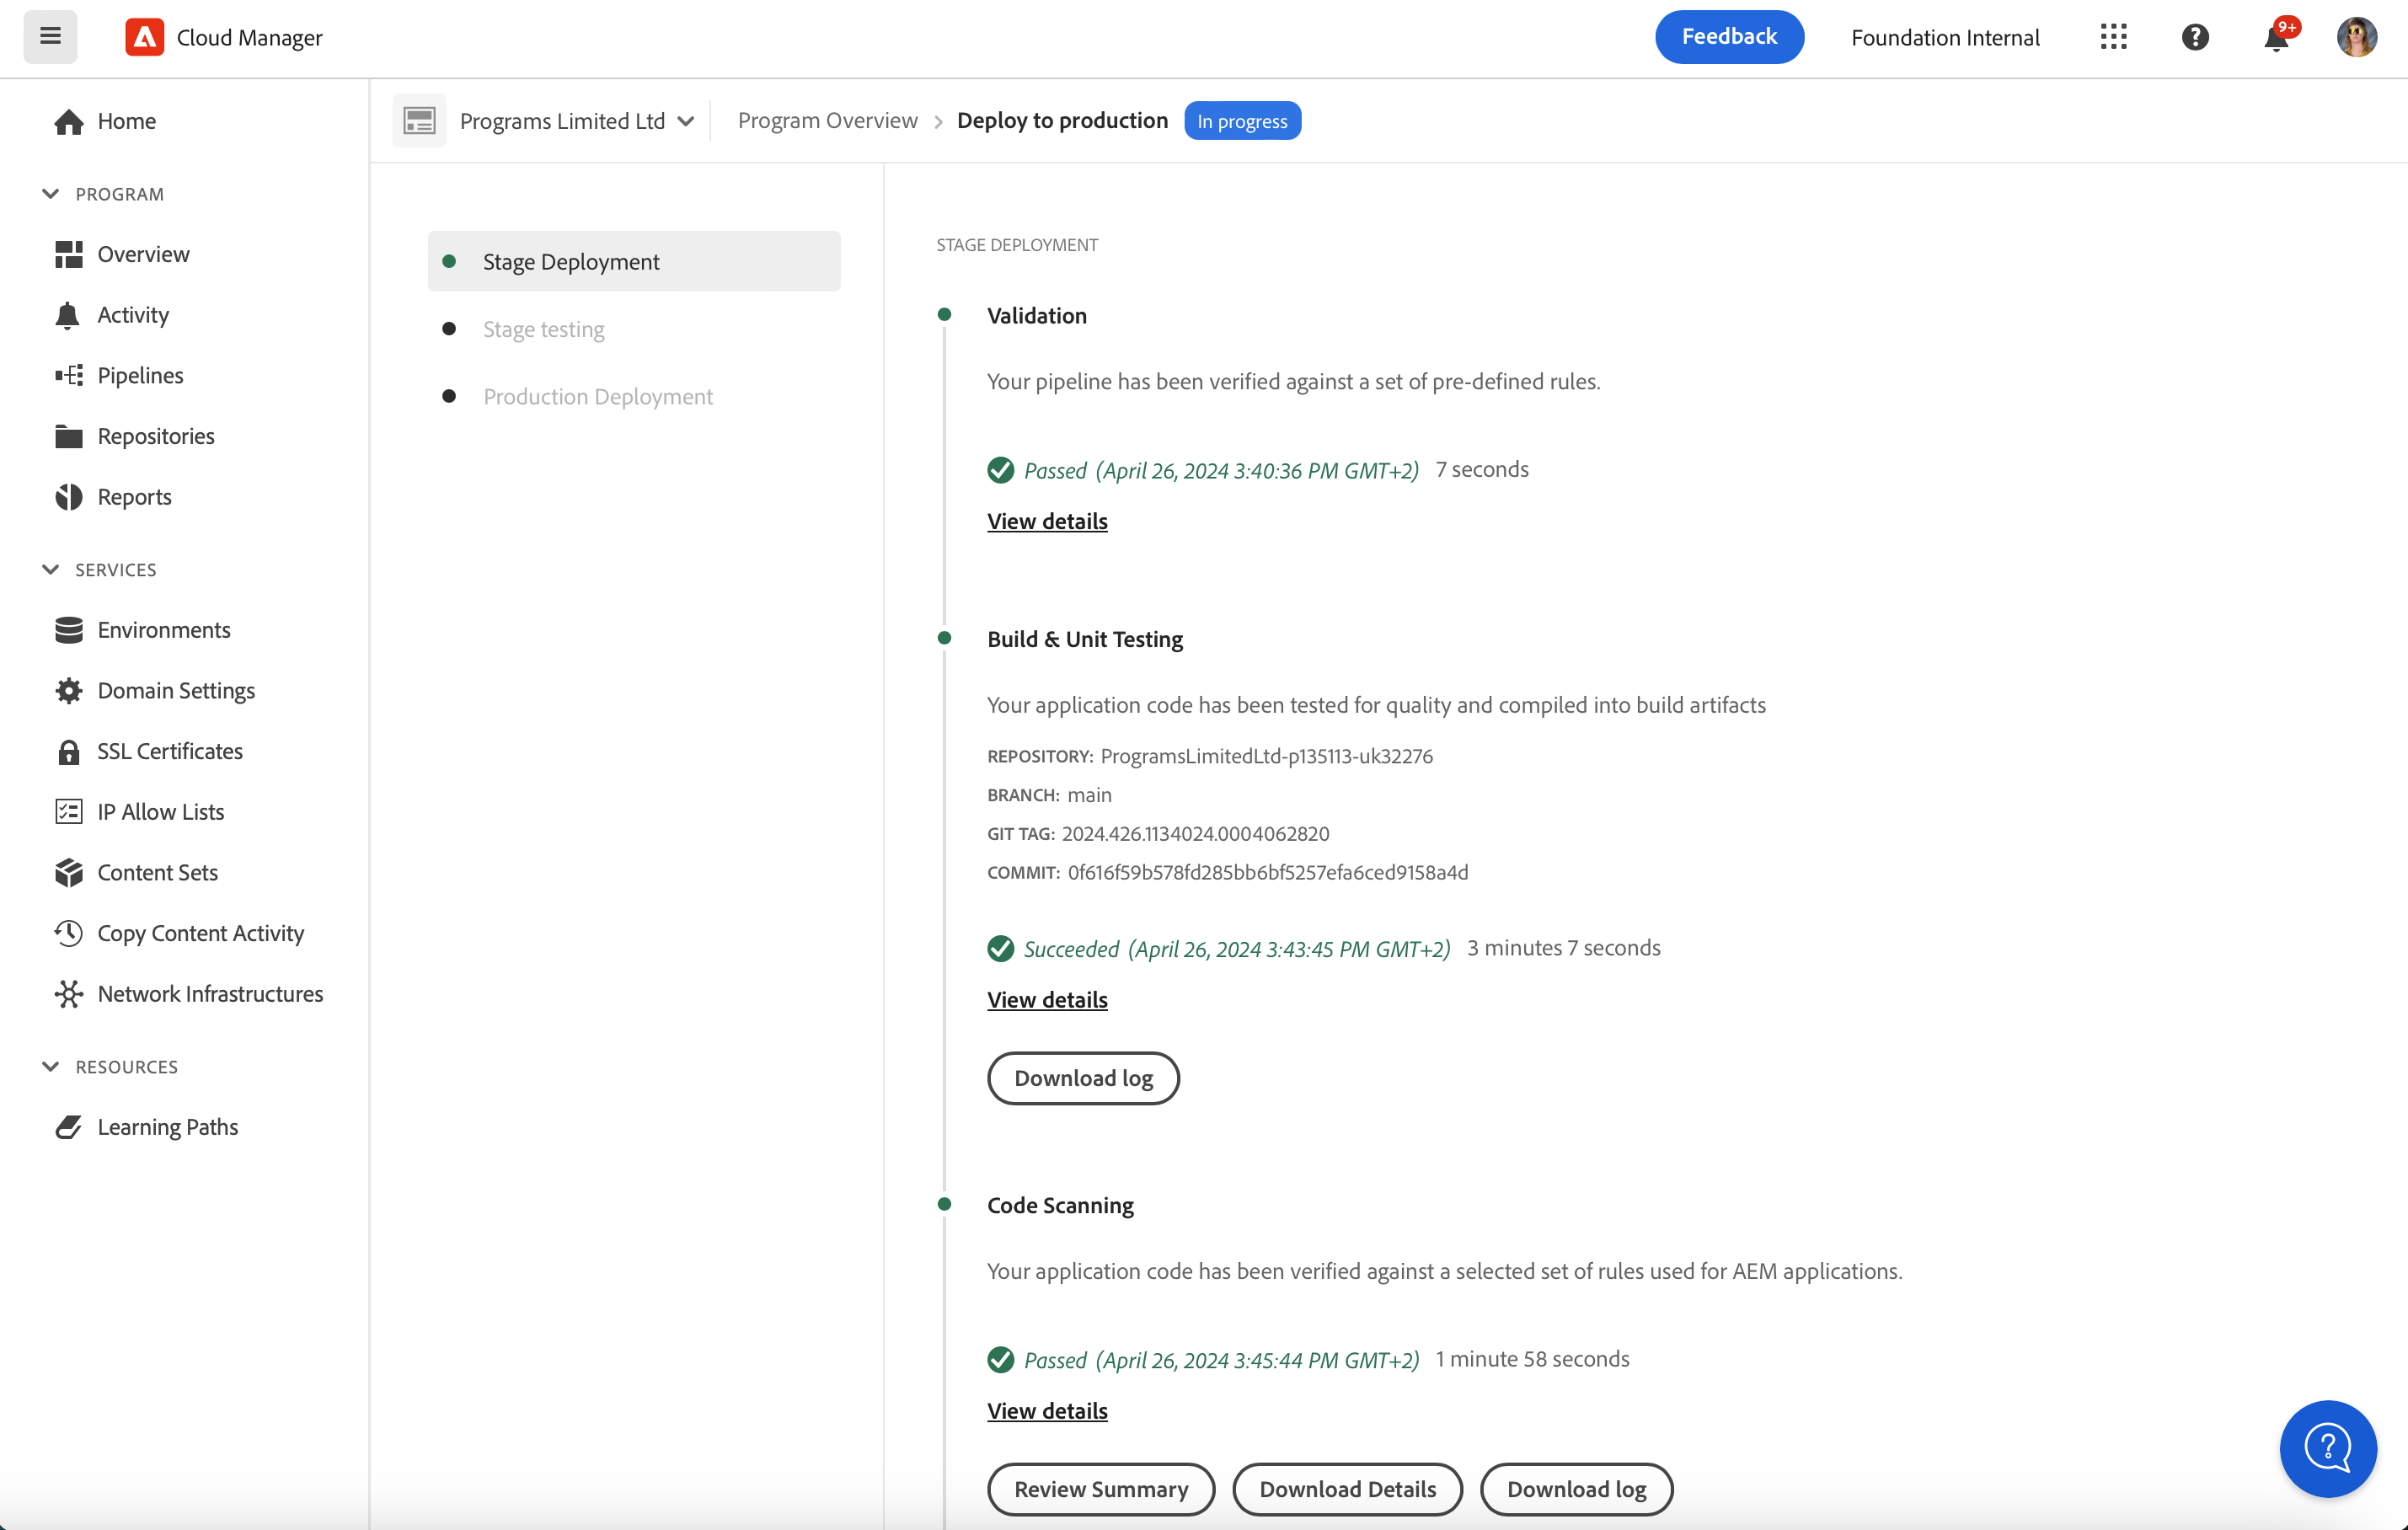 Cloud Manager
Feedback
Foundation Internal
9+
Home
PROGRAM
Overview
Activity
Pipelines
Repositories
Reports
SERVICES
Environments
Domain Settings
SSL Certificates
IP Allow Lists
Content Sets
Copy Content Activity
Network Infrastructures
RESOURCES
Learning Paths
Programs Limited Ltd
Program Overview > Deploy to production
In progress
Stage Deployment
Stage testing
Production Deployment
STAGE DEPLOYMENT
Validation
Your pipeline has been verified against a set of pre-defined rules.
Passed (April 26, 2024 3:40:36 PM GMT+2) 7 seconds
View details
Build & Unit Testing
Your application code has been tested for quality and compiled into build artifacts
REPOSITORY: ProgramsLimitedLtd-p135113-uk32276
BRANCH: main
GIT TAG: 2024.426.1134024.0004062820
COMMIT: 0f616f59b578fd285bb6bf5257efa6ced9158a4d
Succeeded (April 26, 2024 3:43:45 PM GMT+2) 3 minutes 7 seconds
View details
Download log
Code Scanning
Your application code has been verified against a selected set of rules used for AEM applications.
Passed (April 26, 2024 3:45:44 PM GMT+2) 1 minute 58 seconds
View details
Review Summary
Download Details
Download log